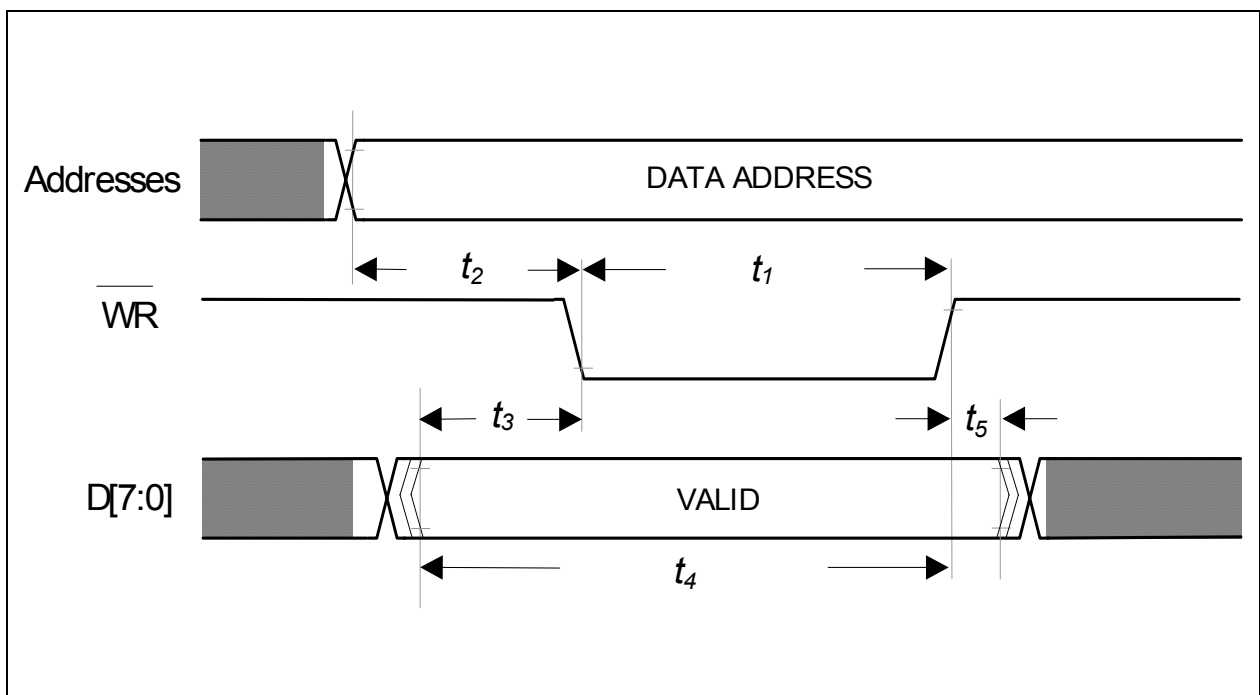 Addresses
DATA ADDRESS
t2
t1
WR
t3
t5
D[7:0]
VALID
t4